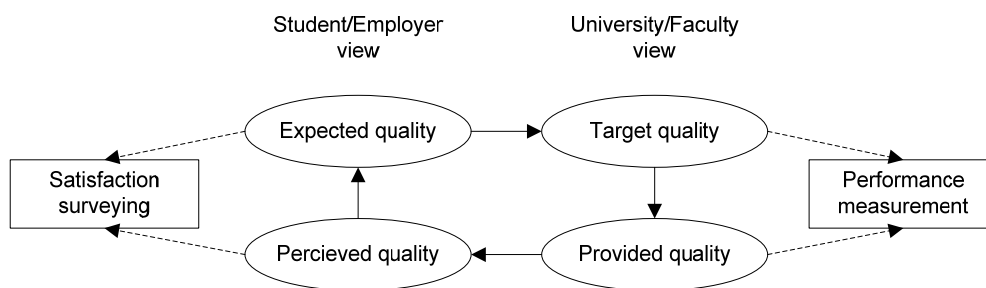 Student/Employer
view
University/Faculty
view
Expected quality
Target quality
Satisfaction
surveying
Performance
measurement
Percieved quality
Provided quality